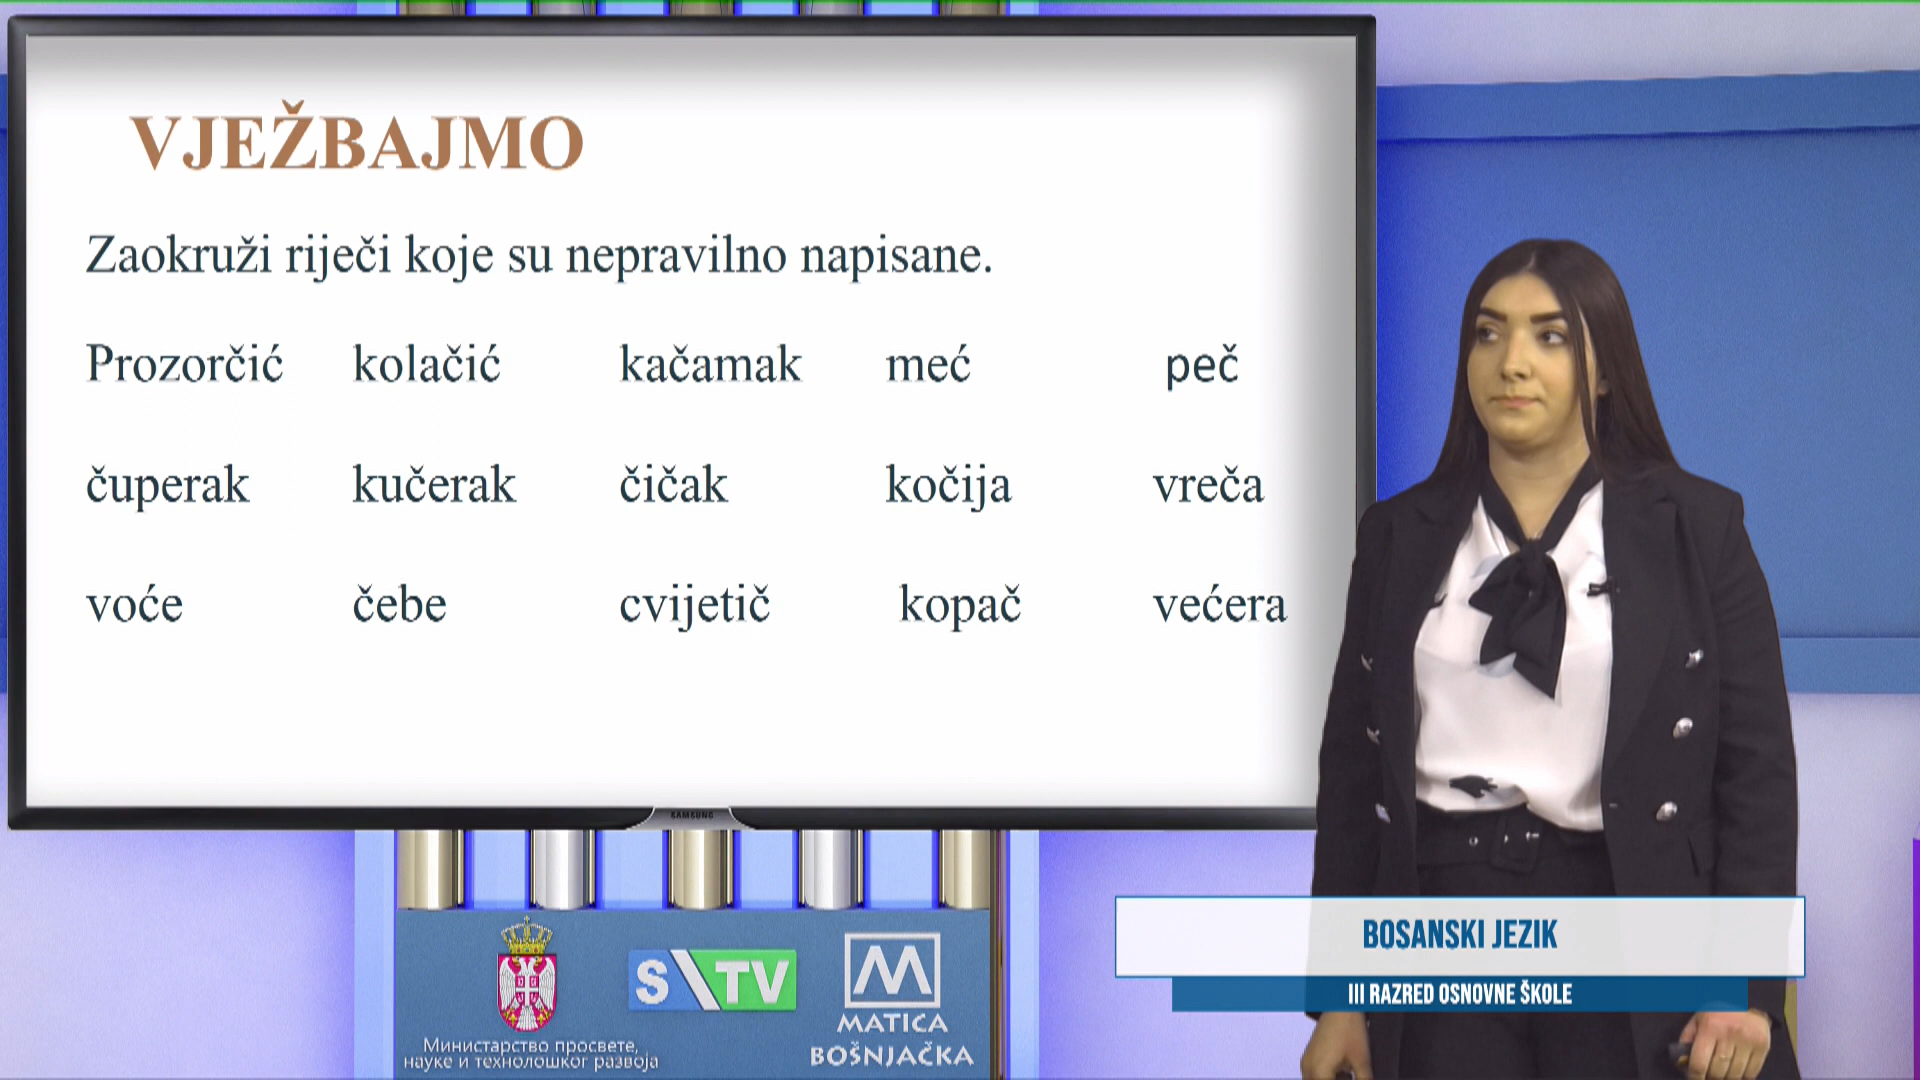 VJEŽBAJMO
Zaokruži riječi koje su nepravilno napisane.
Prozorčić kolačić kačamak meć peč
čuperak kučerak čičak kočija vreča
voće čebe cvijetič kopač većera
SAMSUNG
BOSANSKI JEZIK
III RAZRED OSNOVNE ŠKOLE
S TV
MATICA
BOŠNJAČKA
Министарство просвете,
науке и технолошког развоја